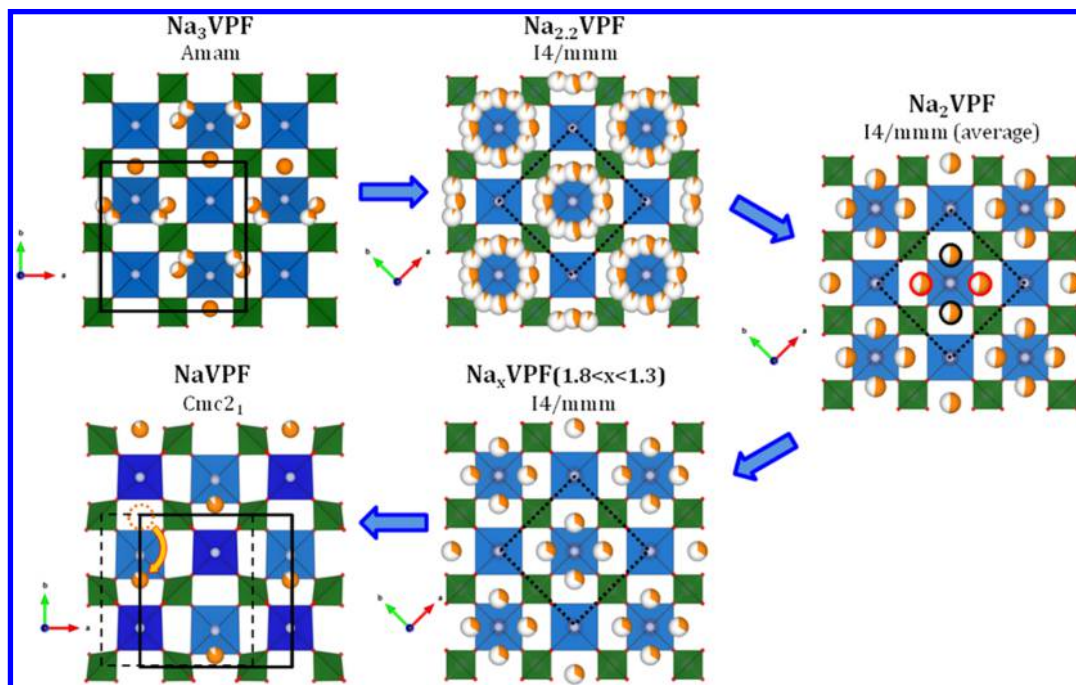 Na₃VPF
Amam
b
a
Na₂.₂VPF
I4/mmm
b
a
Na₂VPF
I4/mmm (average)
b
a
NaₓVPF(1.8<x<1.3)
I4/mmm
b
a
NaVPF
Cmc2₁
b
a